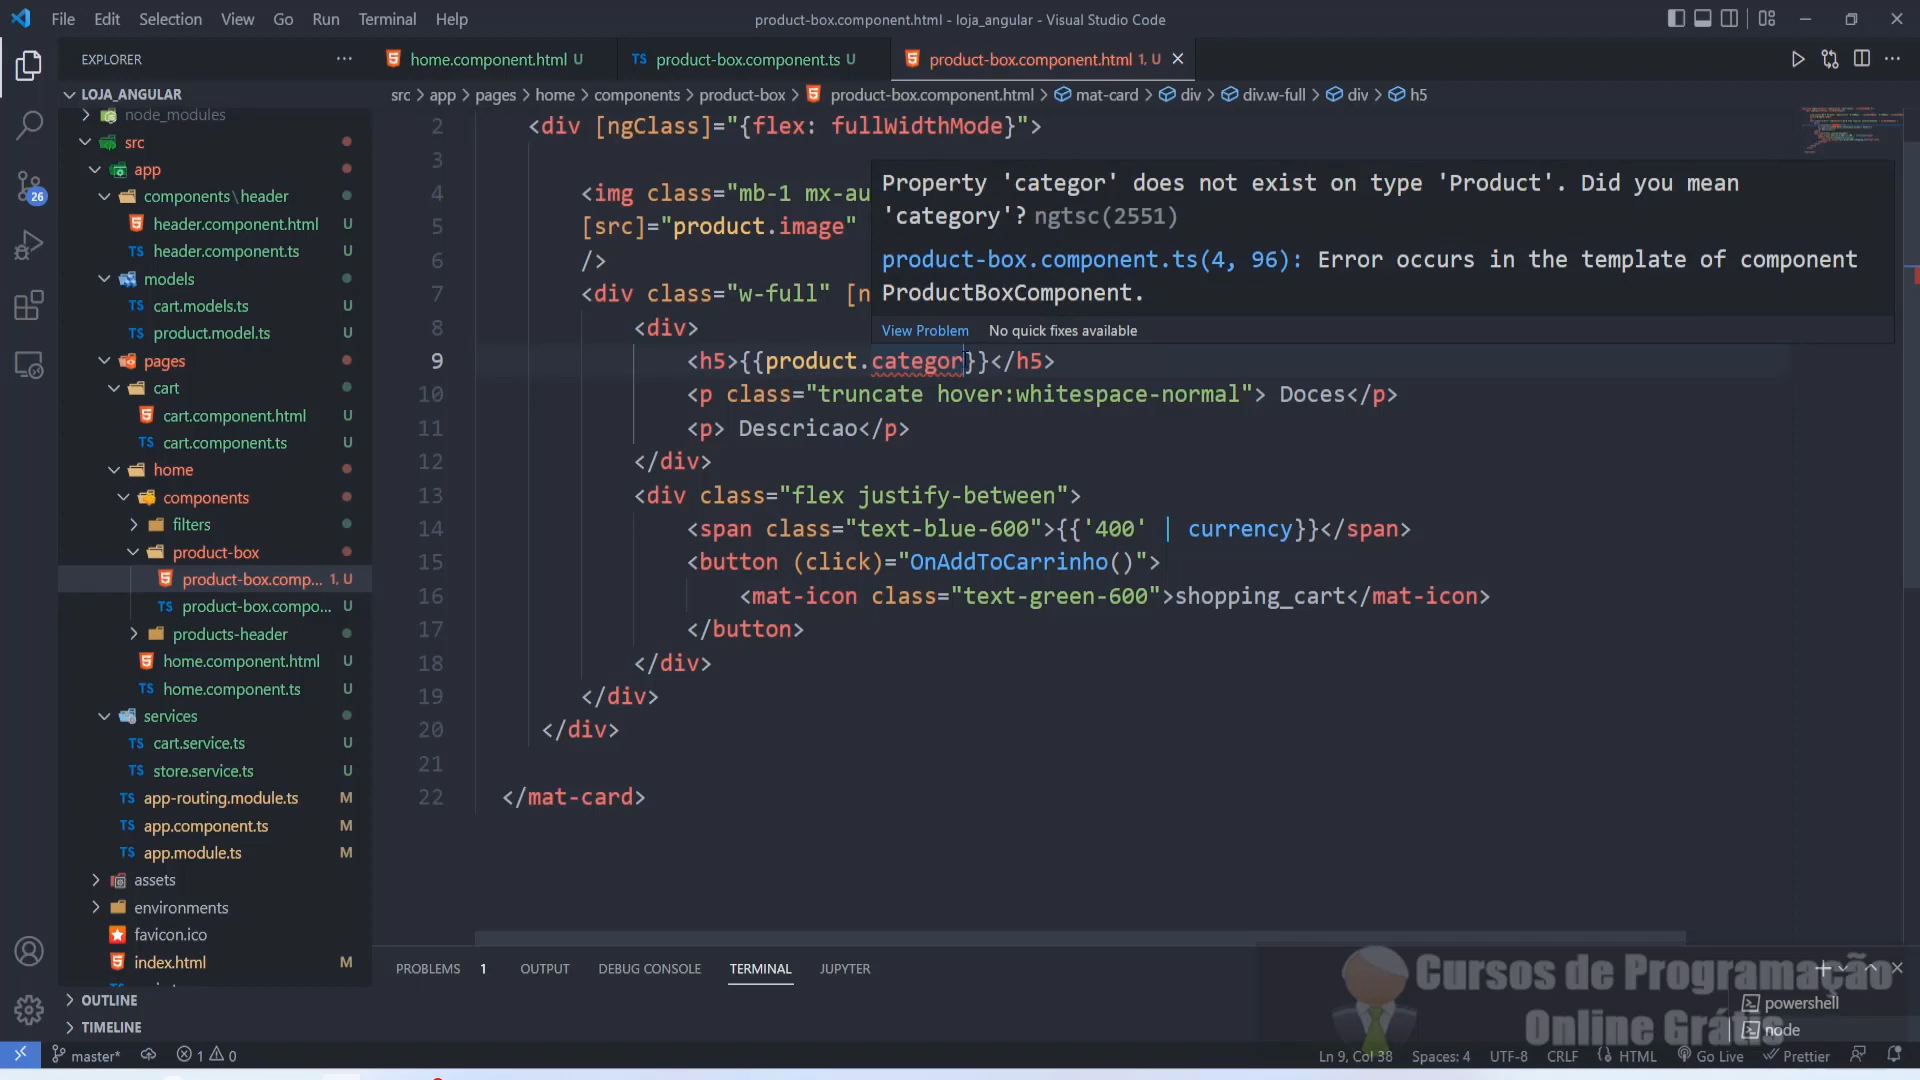 File Edit Selection View Go Run Terminal Help
product-box.component.html - loja_angular - Visual Studio Code
EXPLORER
home.component.html U
TS product-box.component.ts U
product-box.component.html 1, U
LOJA_ANGULAR
src > app > pages > home > components > product-box > product-box.component.html > mat-card > div > div.w-full > div > h5
node_modules
src
app
components\header
header.component.html U
TS header.component.ts U
models
TS cart.models.ts U
TS product.model.ts U
pages
cart
cart.component.html U
TS cart.component.ts U
home
components
filters
product-box
product-box.comp... 1, U
TS product-box.compo... U
products-header
home.component.html U
TS home.component.ts U
services
TS cart.service.ts U
TS store.service.ts U
TS app-routing.module.ts M
TS app.component.ts M
TS app.module.ts M
assets
environments
favicon.ico
index.html M
OUTLINE
TIMELINE
2 <div [ngClass]="{flex: fullWidthMode}">
3
4 <img class="mb-1 mx-au
5 [src]="product.image"
6 />
7 <div class="w-full" [n
8 <div>
9 <h5>{{product.categor}}</h5>
10 <p class="truncate hover:whitespace-normal"> Doces</p>
11 <p> Descricao</p>
12 </div>
13 <div class="flex justify-between">
14 <span class="text-blue-600">{{'400' | currency}}</span>
15 <button (click)="OnAddToCarrinho()">
16 <mat-icon class="text-green-600">shopping_cart</mat-icon>
17 </button>
18 </div>
19 </div>
20 </div>
21
22 </mat-card>
Property 'categor' does not exist on type 'Product'. Did you mean
'category'? ngtsc(2551)
product-box.component.ts(4, 96): Error occurs in the template of component
ProductBoxComponent.
View Problem No quick fixes available
PROBLEMS 1 OUTPUT DEBUG CONSOLE TERMINAL JUPYTER
Cursos de Programação
Online Grátis
powershell
node
26
master* 1 0
Ln 9, Col 38 Spaces: 4 UTF-8 CRLF HTML Go Live Prettier